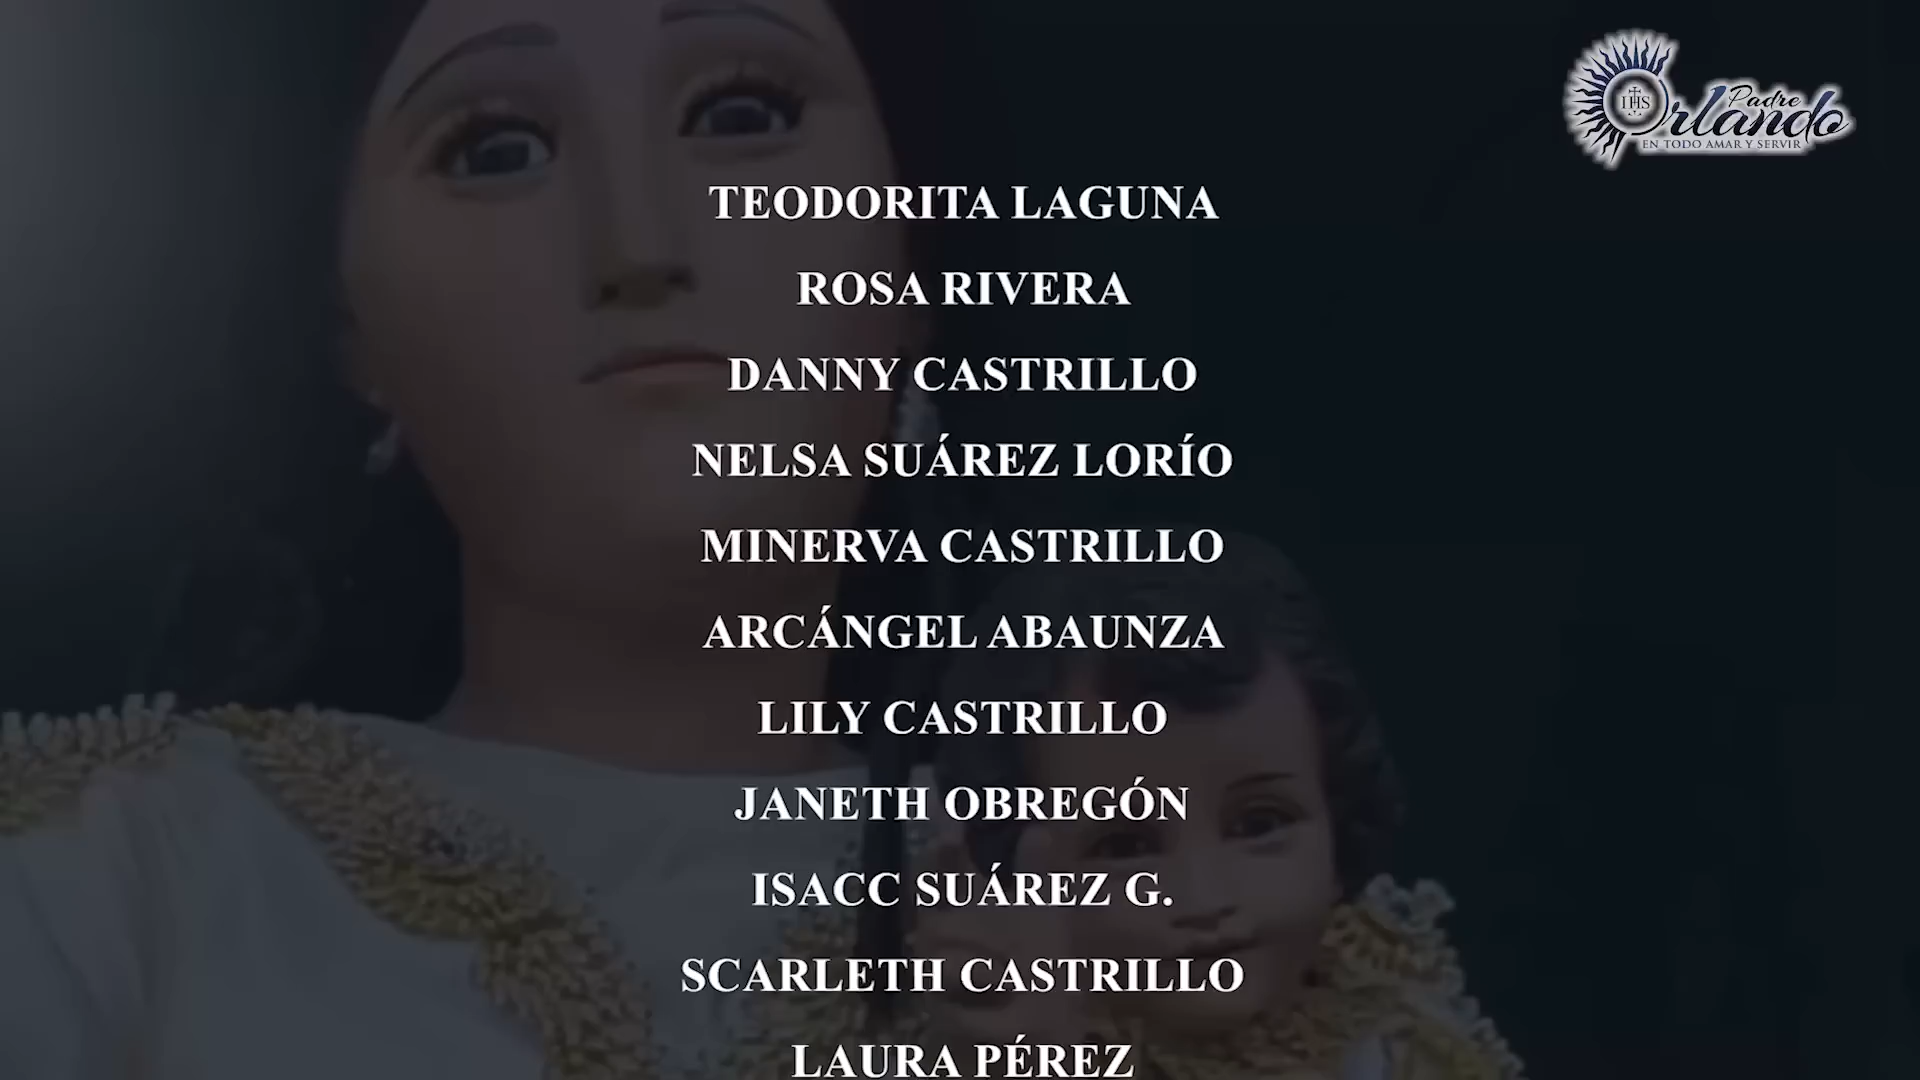 Padre
Orlando
IHS
EN TODO AMAR Y SERVIR
TEODORITA LAGUNA
ROSA RIVERA
DANNY CASTRILLO
NELSA SUÁREZ LORÍO
MINERVA CASTRILLO
ARCÁNGEL ABAUNZA
LILY CASTRILLO
JANETH OBREGÓN
ISACC SUÁREZ G.
SCARLETH CASTRILLO
LAURA PÉREZ